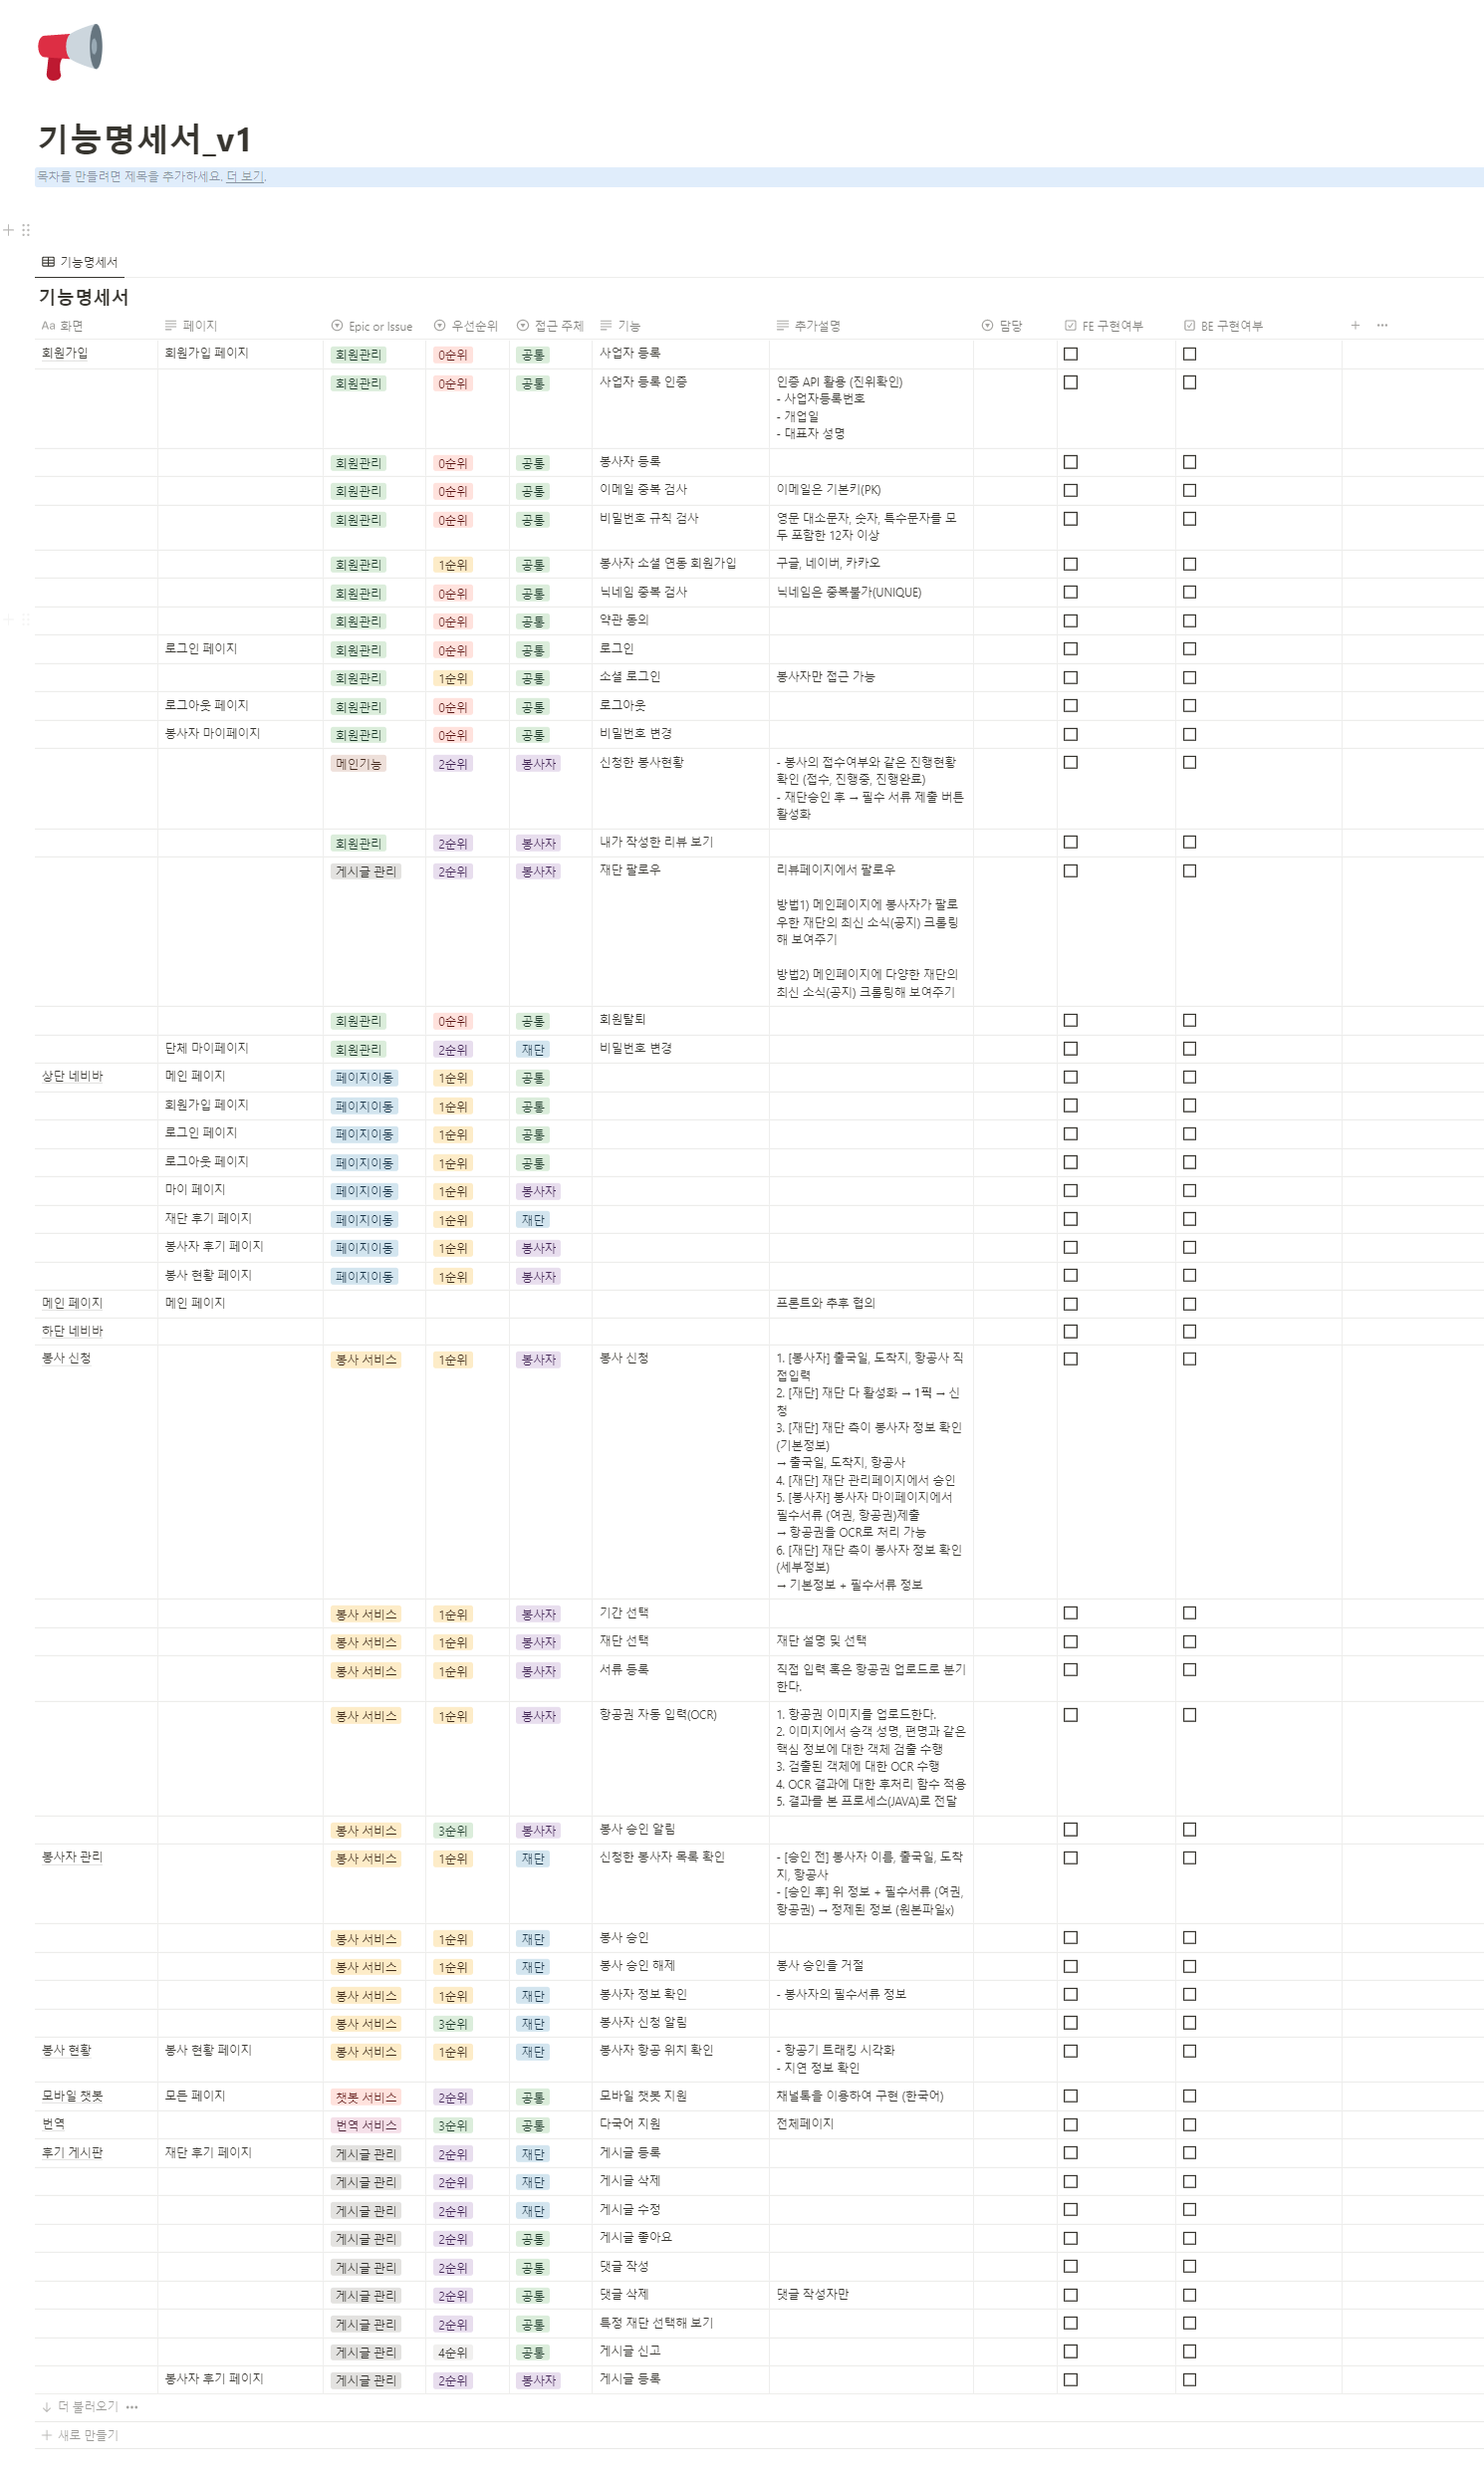 기능명세서_v1
목차를 만들려면 제목을 추가하세요. 더 보기.
기능명세서
기능명세서
Aa 화면 페이지 Epic or Issue 우선순위 접근 주체 기능 추가설명 담당 FE 구현여부 BE 구현여부
회원가입 회원가입 페이지 회원관리 0순위 공통 사업자 등록
회원관리 0순위 공통 사업자 등록 인증 인증 API 활용 (진위확인)
- 사업자등록번호
- 개업일
- 대표자 성명
회원관리 0순위 공통 봉사자 등록
회원관리 0순위 공통 이메일 중복 검사 이메일은 기본키(PK)
회원관리 0순위 공통 비밀번호 규칙 검사 영문 대소문자, 숫자, 특수문자를 모
두 포함한 12자 이상
회원관리 1순위 공통 봉사자 소셜 연동 회원가입 구글, 네이버, 카카오
회원관리 0순위 공통 닉네임 중복 검사 닉네임은 중복불가(UNIQUE)
회원관리 0순위 공통 약관 동의
로그인 페이지 회원관리 0순위 공통 로그인
회원관리 1순위 공통 소셜 로그인 봉사자만 접근 가능
로그아웃 페이지 회원관리 0순위 공통 로그아웃
봉사자 마이페이지 회원관리 0순위 공통 비밀번호 변경
메인기능 2순위 봉사자 신청한 봉사현황 - 봉사의 접수여부와 같은 진행현황
확인 (접수, 진행중, 진행완료)
- 재단승인 후 → 필수 서류 제출 버튼
활성화
회원관리 2순위 봉사자 내가 작성한 리뷰 보기
게시글 관리 2순위 봉사자 재단 팔로우 리뷰페이지에서 팔로우
방법1) 메인페이지에 봉사자가 팔로
우한 재단의 최신 소식(공지) 크롤링
해 보여주기
방법2) 메인페이지에 다양한 재단의
최신 소식(공지) 크롤링해 보여주기
회원관리 0순위 공통 회원탈퇴
단체 마이페이지 회원관리 2순위 재단 비밀번호 변경
상단 네비바 메인 페이지 페이지이동 1순위 공통
회원가입 페이지 페이지이동 1순위 공통
로그인 페이지 페이지이동 1순위 공통
로그아웃 페이지 페이지이동 1순위 공통
마이 페이지 페이지이동 1순위 봉사자
재단 후기 페이지 페이지이동 1순위 재단
봉사자 후기 페이지 페이지이동 1순위 봉사자
봉사 현황 페이지 페이지이동 1순위 봉사자
메인 페이지 메인 페이지 프론트와 추후 협의
하단 네비바
봉사 신청 봉사 서비스 1순위 봉사자 봉사 신청 1. [봉사자] 출국일, 도착지, 항공사 직
접입력
2. [재단] 재단 다 활성화 → 1픽 → 신
청
3. [재단] 재단 측이 봉사자 정보 확인
(기본정보)
→ 출국일, 도착지, 항공사
4. [재단] 재단 관리페이지에서 승인
5. [봉사자] 봉사자 마이페이지에서
필수서류 (여권, 항공권)제출
→ 항공권을 OCR로 처리 가능
6. [재단] 재단 측이 봉사자 정보 확인
(세부정보)
→ 기본정보 + 필수서류 정보
봉사 서비스 1순위 봉사자 기간 선택
봉사 서비스 1순위 봉사자 재단 선택 재단 설명 및 선택
봉사 서비스 1순위 봉사자 서류 등록 직접 입력 혹은 항공권 업로드로 분기
한다.
봉사 서비스 1순위 봉사자 항공권 자동 입력(OCR) 1. 항공권 이미지를 업로드한다.
2. 이미지에서 승객 성명, 편명과 같은
핵심 정보에 대한 객체 검출 수행
3. 검출된 객체에 대한 OCR 수행
4. OCR 결과에 대한 후처리 함수 적용
5. 결과를 본 프로세스(JAVA)로 전달
봉사 서비스 3순위 봉사자 봉사 승인 알림
봉사자 관리 봉사 서비스 1순위 재단 신청한 봉사자 목록 확인 - [승인 전] 봉사자 이름, 출국일, 도착
지, 항공사
- [승인 후] 위 정보 + 필수서류 (여권,
항공권) → 정제된 정보 (원본파일x)
봉사 서비스 1순위 재단 봉사 승인
봉사 서비스 1순위 재단 봉사 승인 해제 봉사 승인을 거절
봉사 서비스 1순위 재단 봉사자 정보 확인 - 봉사자의 필수서류 정보
봉사 서비스 3순위 재단 봉사자 신청 알림
봉사 현황 봉사 현황 페이지 봉사 서비스 1순위 재단 봉사자 항공 위치 확인 - 항공기 트래킹 시각화
- 지연 정보 확인
모바일 챗봇 모든 페이지 챗봇 서비스 2순위 공통 모바일 챗봇 지원 채널톡을 이용하여 구현 (한국어)
번역 번역 서비스 3순위 공통 다국어 지원 전체페이지
후기 게시판 재단 후기 페이지 게시글 관리 2순위 재단 게시글 등록
게시글 관리 2순위 재단 게시글 삭제
게시글 관리 2순위 재단 게시글 수정
게시글 관리 2순위 공통 게시글 좋아요
게시글 관리 2순위 공통 댓글 작성
게시글 관리 2순위 공통 댓글 삭제 댓글 작성자만
게시글 관리 2순위 공통 특정 재단 선택해 보기
게시글 관리 4순위 공통 게시글 신고
봉사자 후기 페이지 게시글 관리 2순위 봉사자 게시글 등록
더 불러오기
새로 만들기